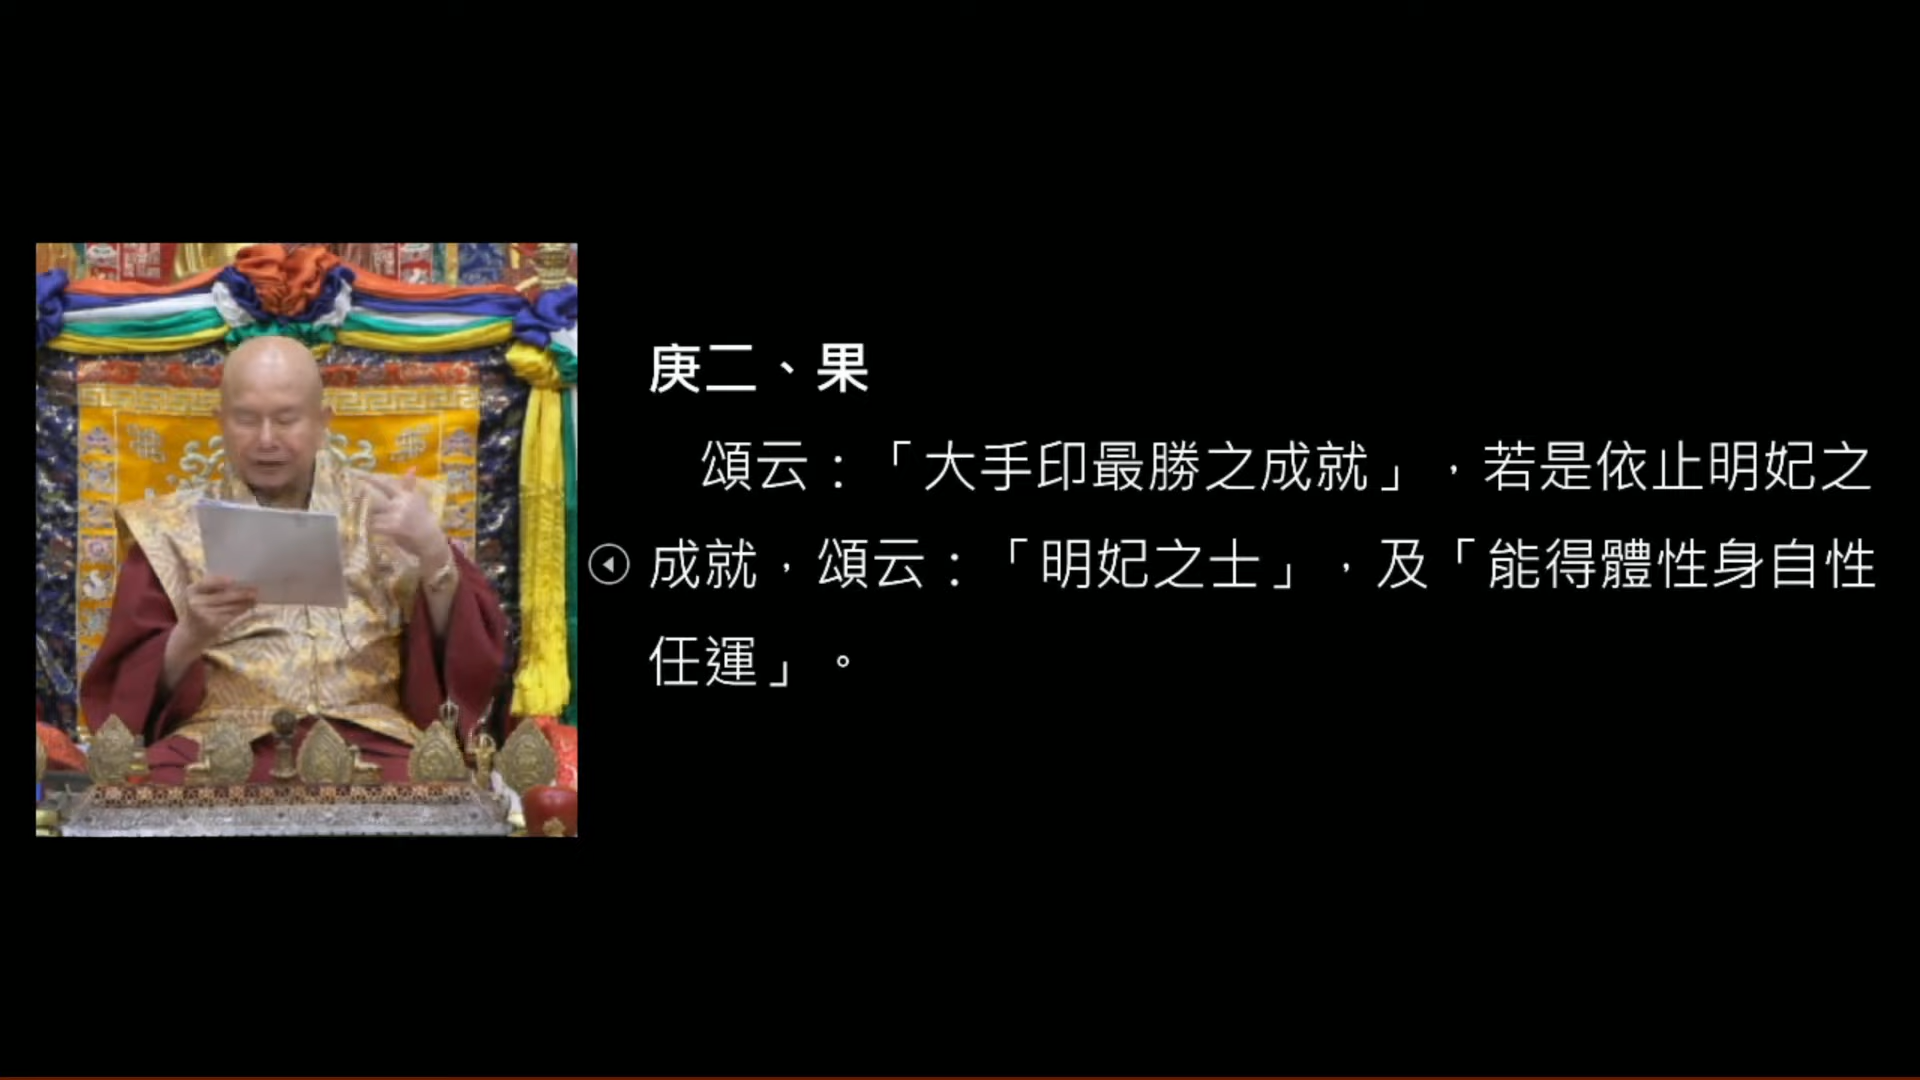 庚二、果
頌云：「大手印最勝之成就」，若是依止明妃之
成就，頌云：「明妃之士」，及「能得體性身自性
任運」。